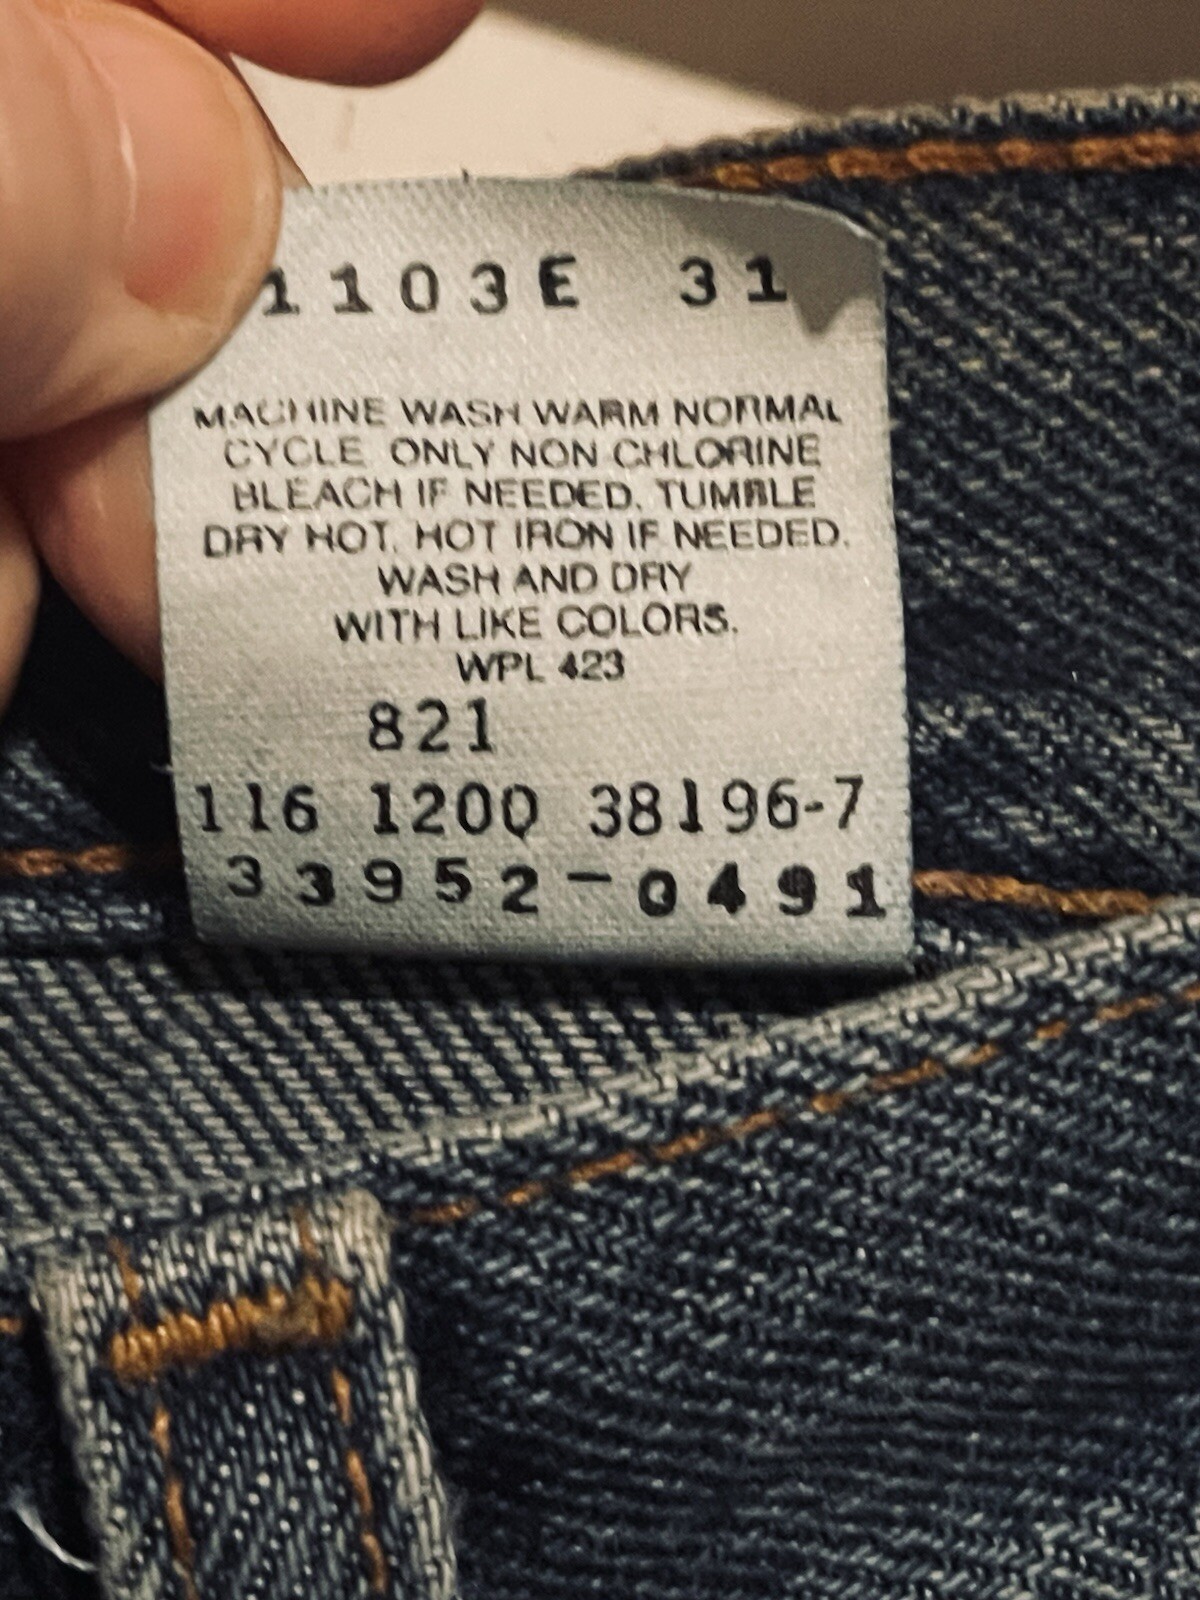 1103E 31
MACHINE WASH WARM NORMAL
CYCLE ONLY NON CHLORINE
BLEACH IF NEEDED. TUMBLE
DRY HOT. HOT IRON IF NEEDED.
WASH AND DRY
WITH LIKE COLORS.
WPL 423
821
116 1200 38196-7
33952-0491